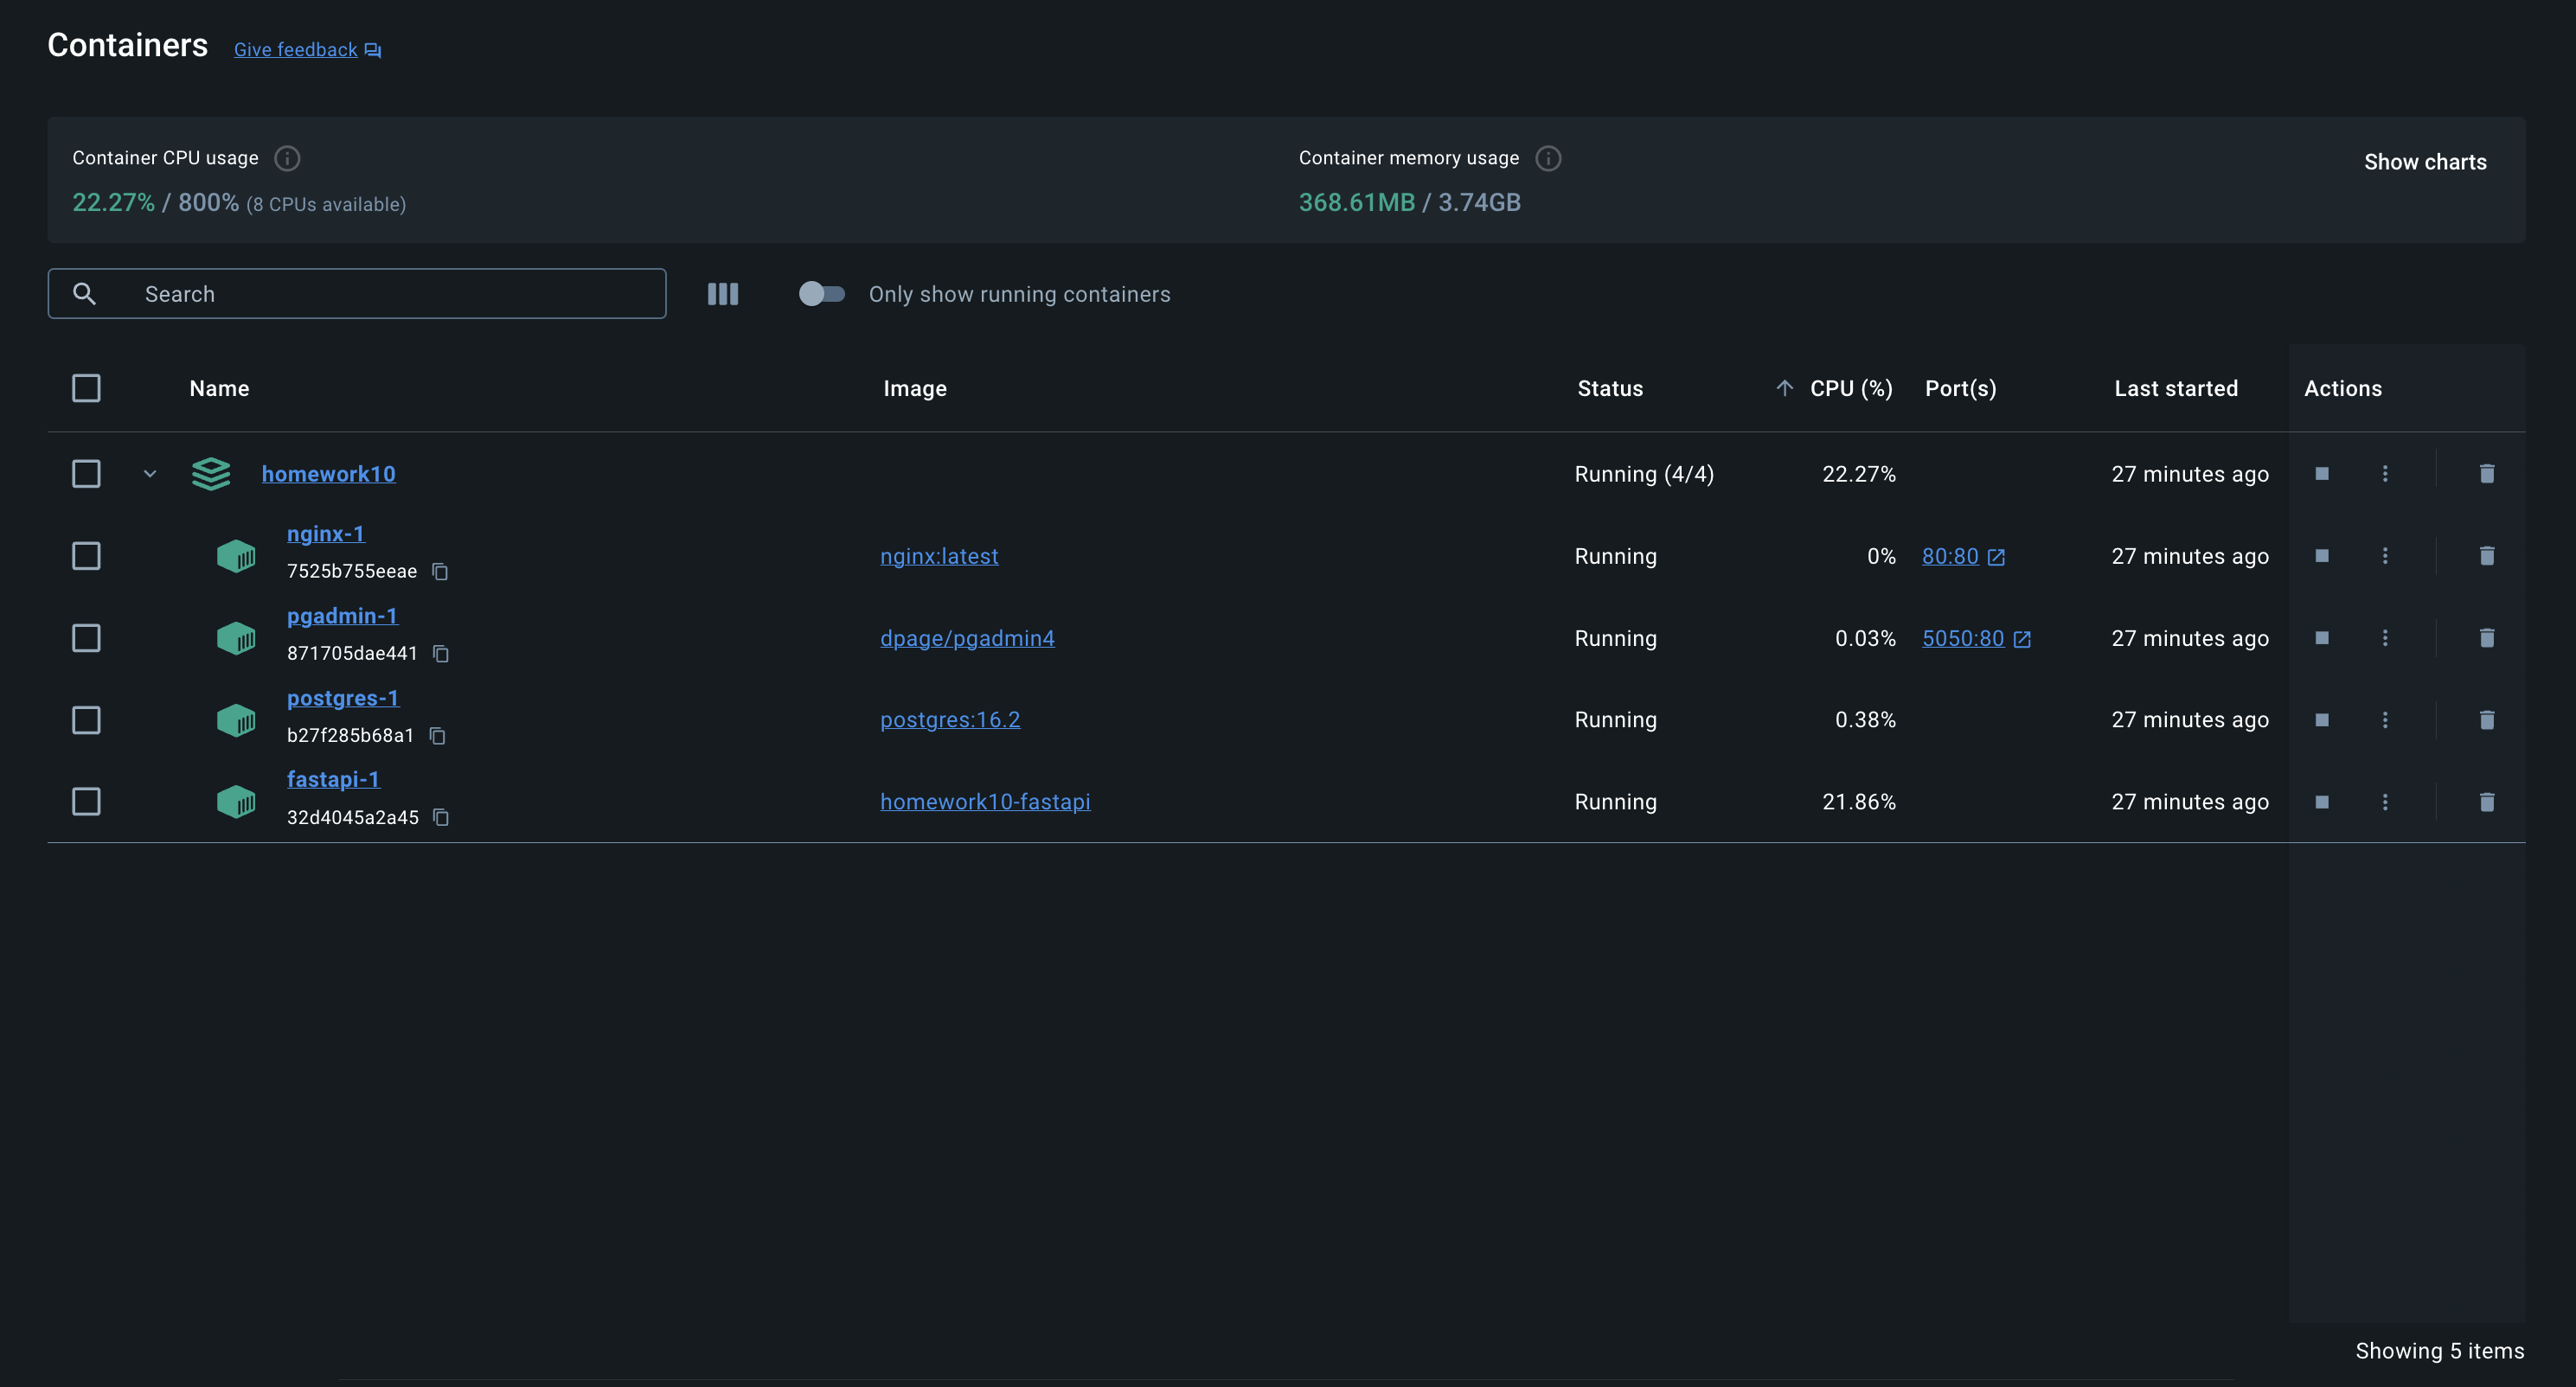 Containers Give feedback
Container CPU usage
22.27% / 800% (8 CPUs available)
Container memory usage
368.61MB / 3.74GB
Show charts
Search
Only show running containers
Name Image Status CPU (%) Port(s) Last started Actions
homework10 Running (4/4) 22.27% 27 minutes ago
nginx-1
7525b755eeae
nginx:latest Running 0% 80:80 27 minutes ago
pgadmin-1
871705dae441
dpage/pgadmin4 Running 0.03% 5050:80 27 minutes ago
postgres-1
b27f285b68a1
postgres:16.2 Running 0.38% 27 minutes ago
fastapi-1
32d4045a2a45
homework10-fastapi Running 21.86% 27 minutes ago
Showing 5 items